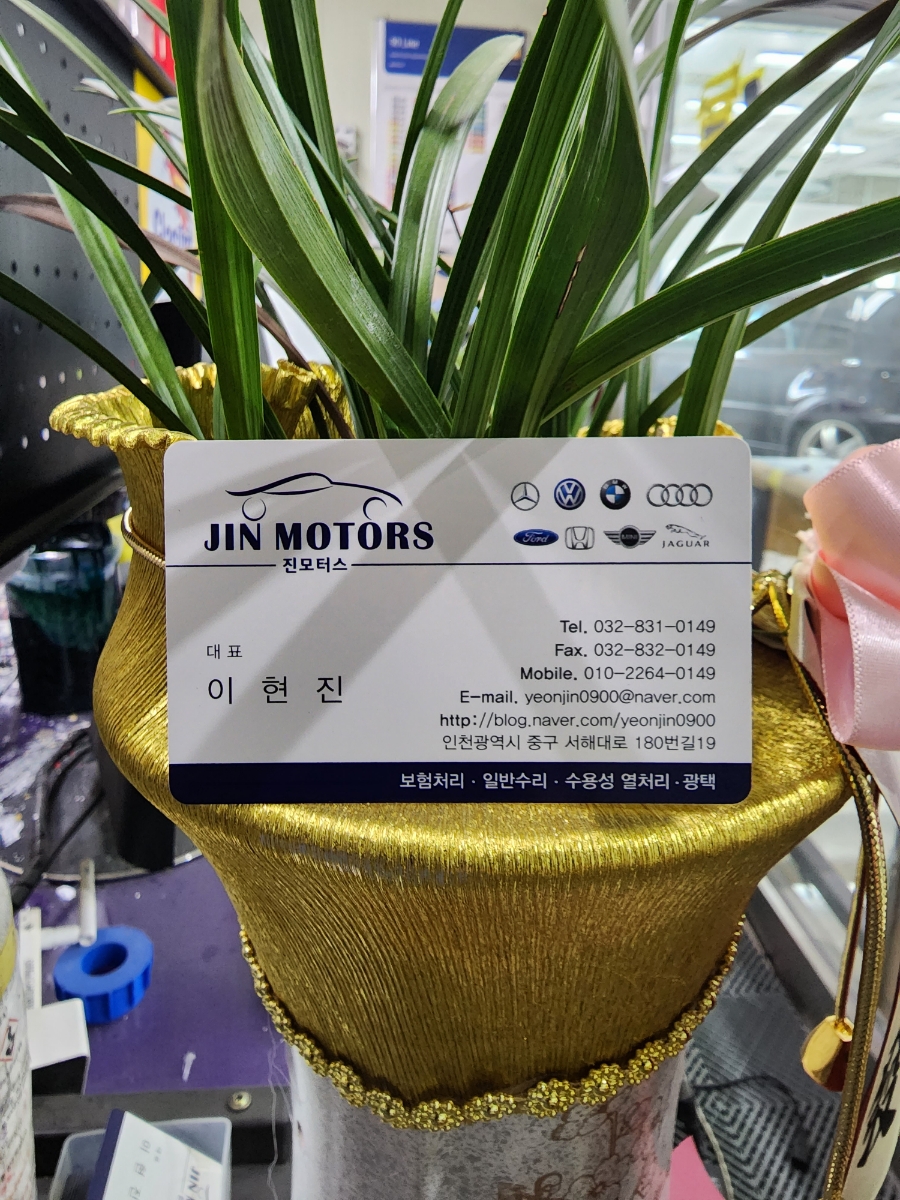 JIN MOTORS
진모터스
Ford
MINI
JAGUAR
대 표
이 현 진
Tel. 032-831-0149
Fax. 032-832-0149
Mobile. 010-2264-0149
E-mail. yeonjin0900@naver.com
http://blog.naver.com/yeonjin0900
인천광역시 중구 서해대로 180번길19
보험처리 · 일반수리 · 수용성 열처리 · 광택